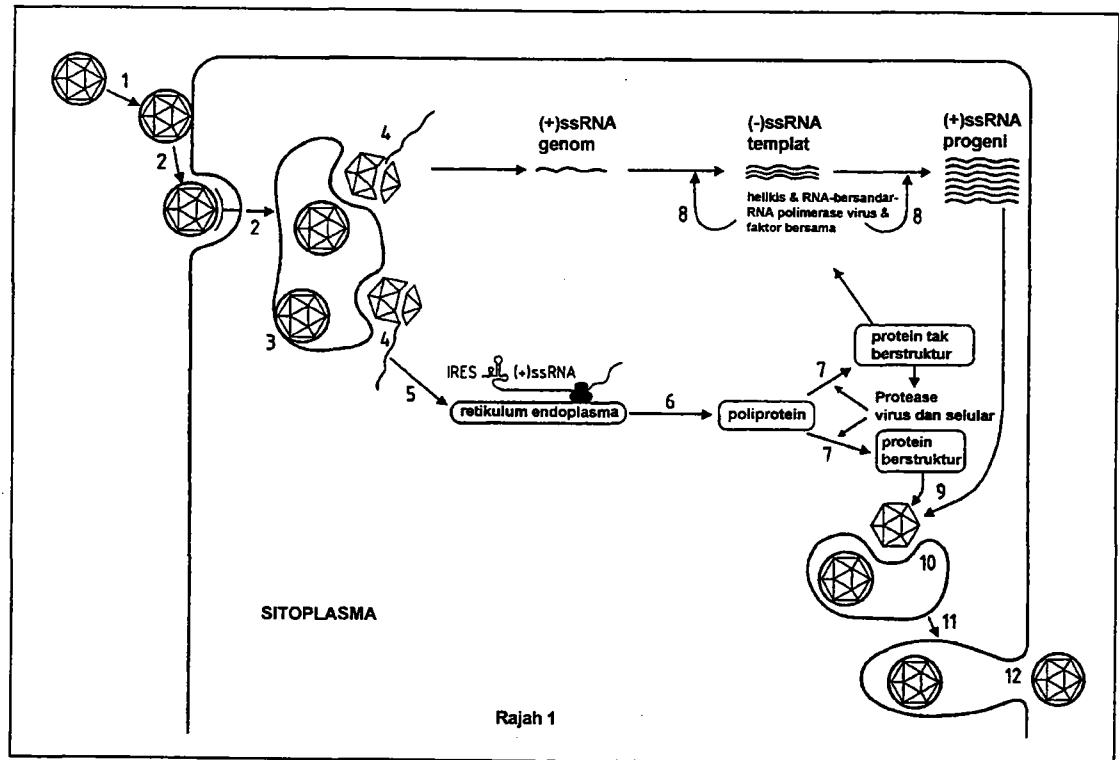 1
2
2
3
4
4
(+)ssRNA
genom
(-)ssRNA
templat
(+)ssRNA
progeni
8
helikis & RNA-bersandar-
RNA polimerase virus &
faktor bersama
8
5
IRES (+)ssRNA
retikulum endoplasma
6
poliprotein
7
7
protein tak
berstruktur
Protease
virus dan selular
protein
berstruktur
9
10
11
12
SITOPLASMA
Rajah 1